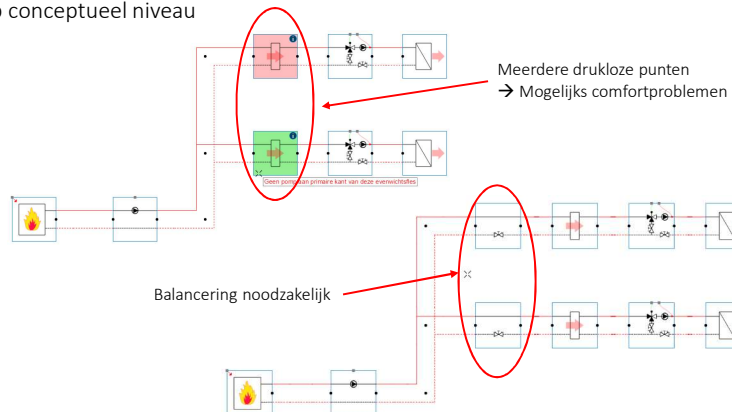 o conceptueel niveau
Meerdere drukloze punten
→ Mogelijks comfortproblemen
Geen pomp aan primaire kant van deze evenwichtsfles
Balancering noodzakelijk